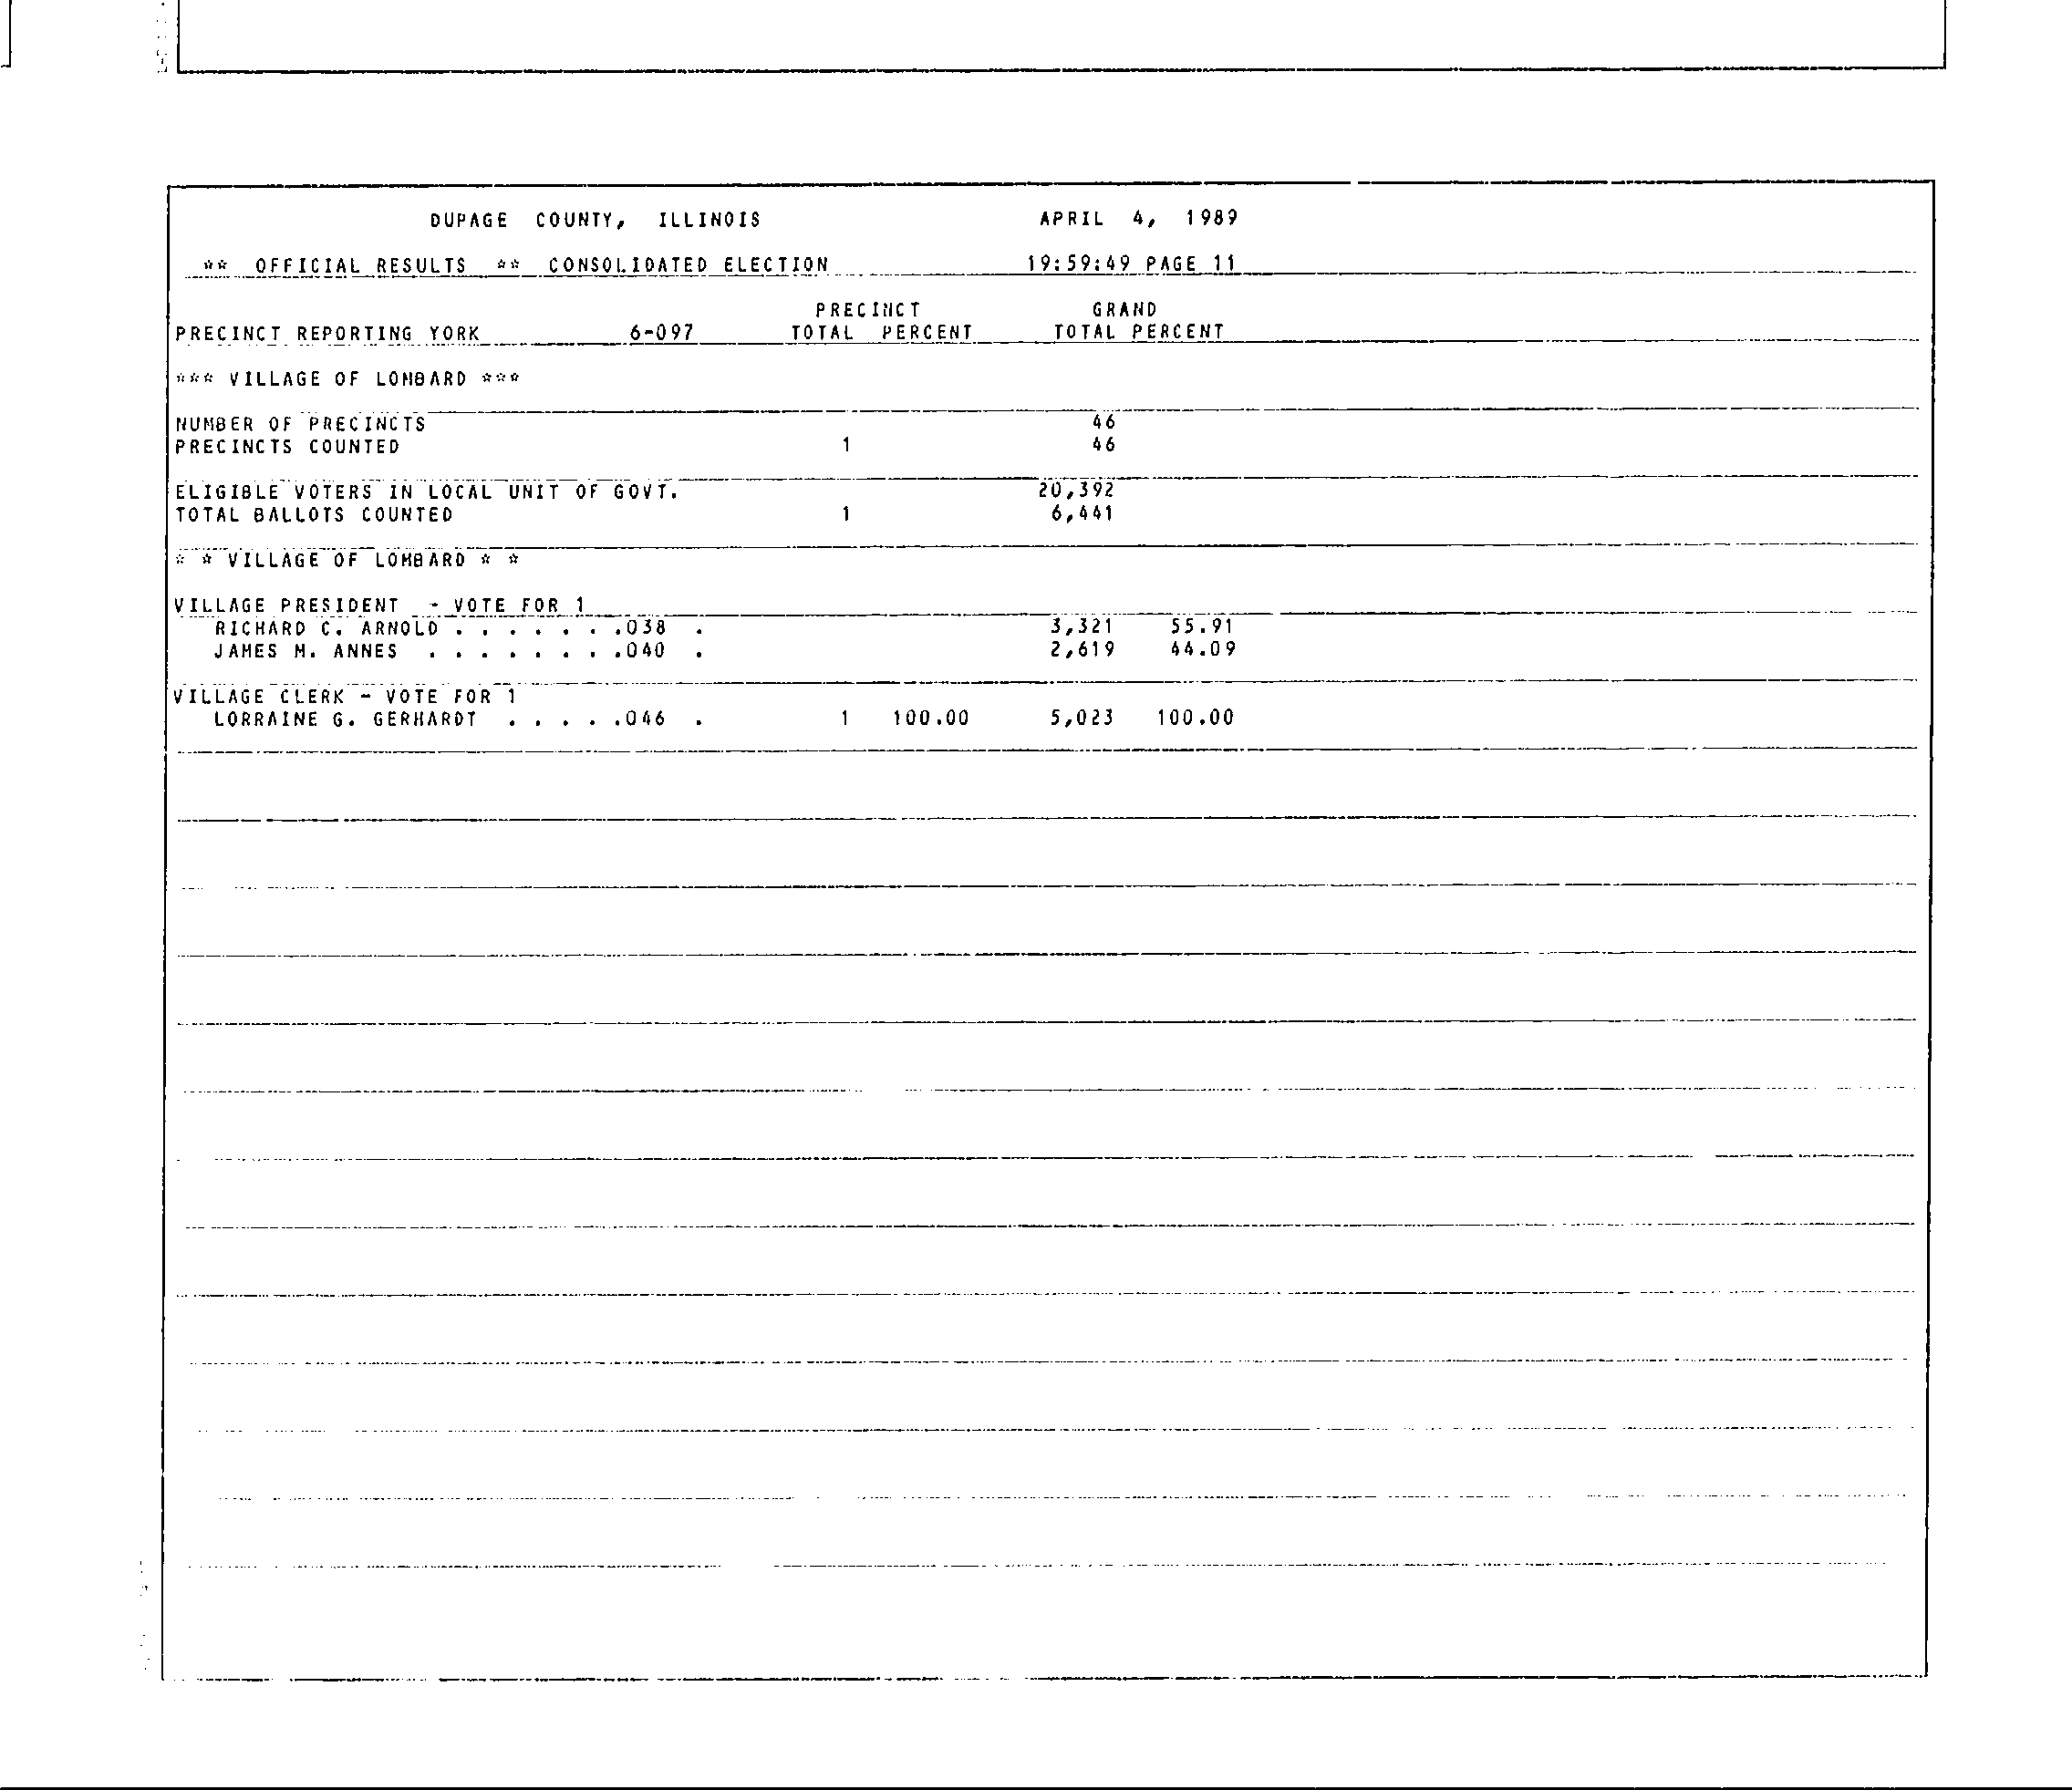 DUPAGE COUNTY, ILLINOIS APRIL 4, 1989
** OFFICIAL RESULTS ** CONSOLIDATED ELECTION 19:59:49 PAGE 11
PRECINCT GRAND
PRECINCT REPORTING YORK 6-097 TOTAL PERCENT TOTAL PERCENT
*** VILLAGE OF LOMBARD ***
NUMBER OF PRECINCTS 46
PRECINCTS COUNTED 1 46
ELIGIBLE VOTERS IN LOCAL UNIT OF GOVT. 20,392
TOTAL BALLOTS COUNTED 1 6,441
* * VILLAGE OF LOMBARD * *
VILLAGE PRESIDENT - VOTE FOR 1
RICHARD C. ARNOLD . . . . . . .038 . 3,321 55.91
JAMES M. ANNES . . . . . . . .040 . 2,619 44.09
VILLAGE CLERK - VOTE FOR 1
LORRAINE G. GERHARDT . . . . .046 . 1 100.00 5,023 100.00